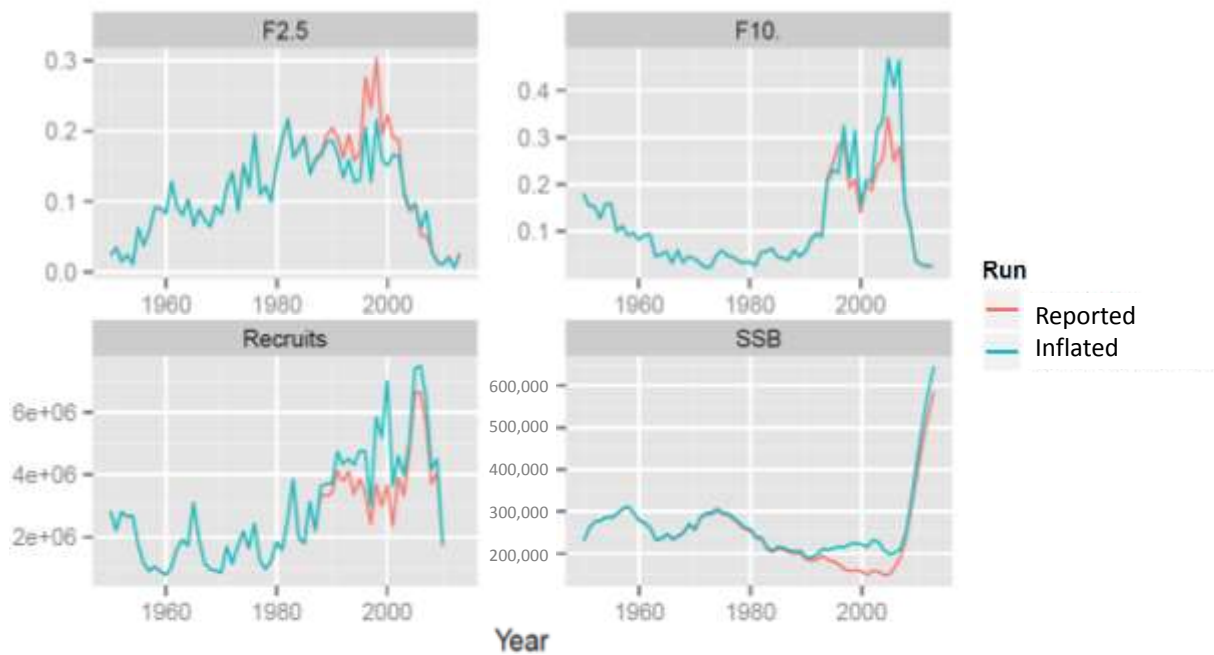 F2.5
0.3
0.2
0.1
0.0
1960 1980 2000
F10.
0.4
0.3
0.2
0.1
1960 1980 2000
Recruits
6e+06
4e+06
2e+06
1960 1980 2000
SSB
600,000
500,000
400,000
300,000
200,000
1960 1980 2000
Year
Run
Reported
Inflated